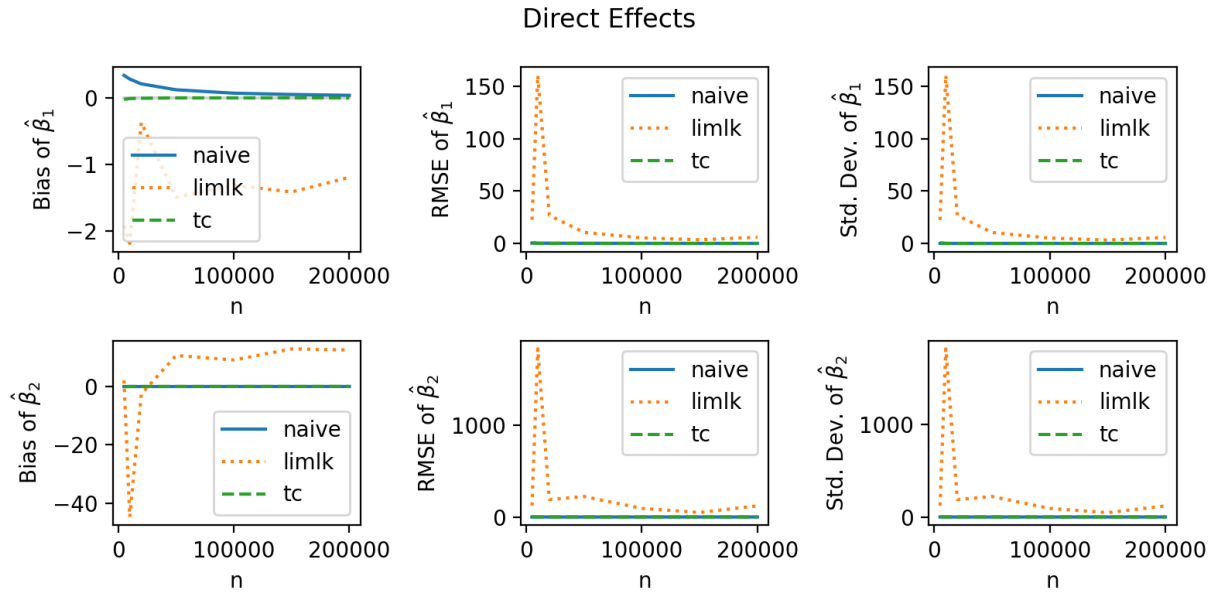 Direct Effects
Bias of β̂₁
0
−1
−2
naive
limlk
tc
0
100000
200000
n
RMSE of β̂₁
150
100
50
0
naive
limlk
tc
0
100000
200000
n
Std. Dev. of β̂₁
150
100
50
0
naive
limlk
tc
0
100000
200000
n
Bias of β̂₂
0
−20
−40
naive
limlk
tc
0
100000
200000
n
RMSE of β̂₂
1000
0
naive
limlk
tc
0
100000
200000
n
Std. Dev. of β̂₂
1000
0
naive
limlk
tc
0
100000
200000
n